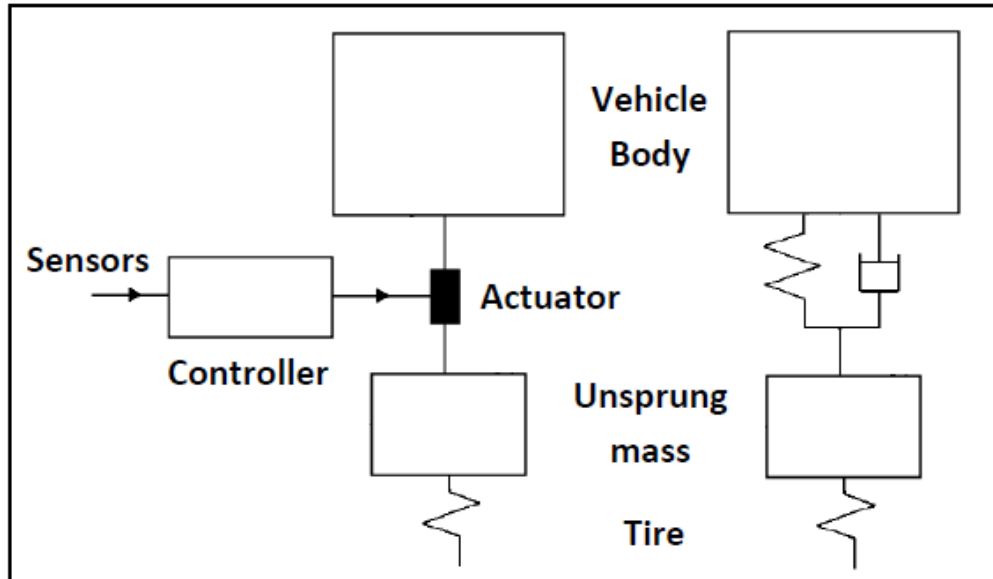 Vehicle
Body
Sensors
Actuator
Controller
Unsprung
mass
Tire